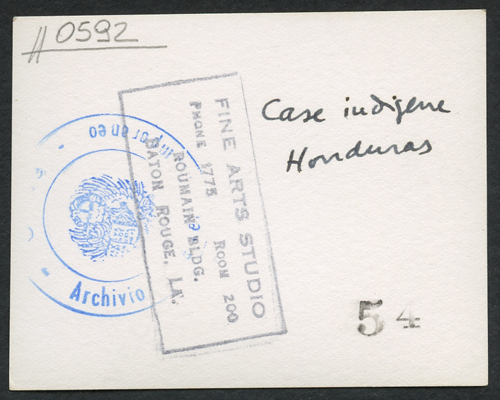 #0592
Case indigene
Honduras
FINE ARTS STUDIO
ROOM 200
PHONE 1773
ROUMAIN BLDG.
BATON ROUGE, LA.
Archivio
54